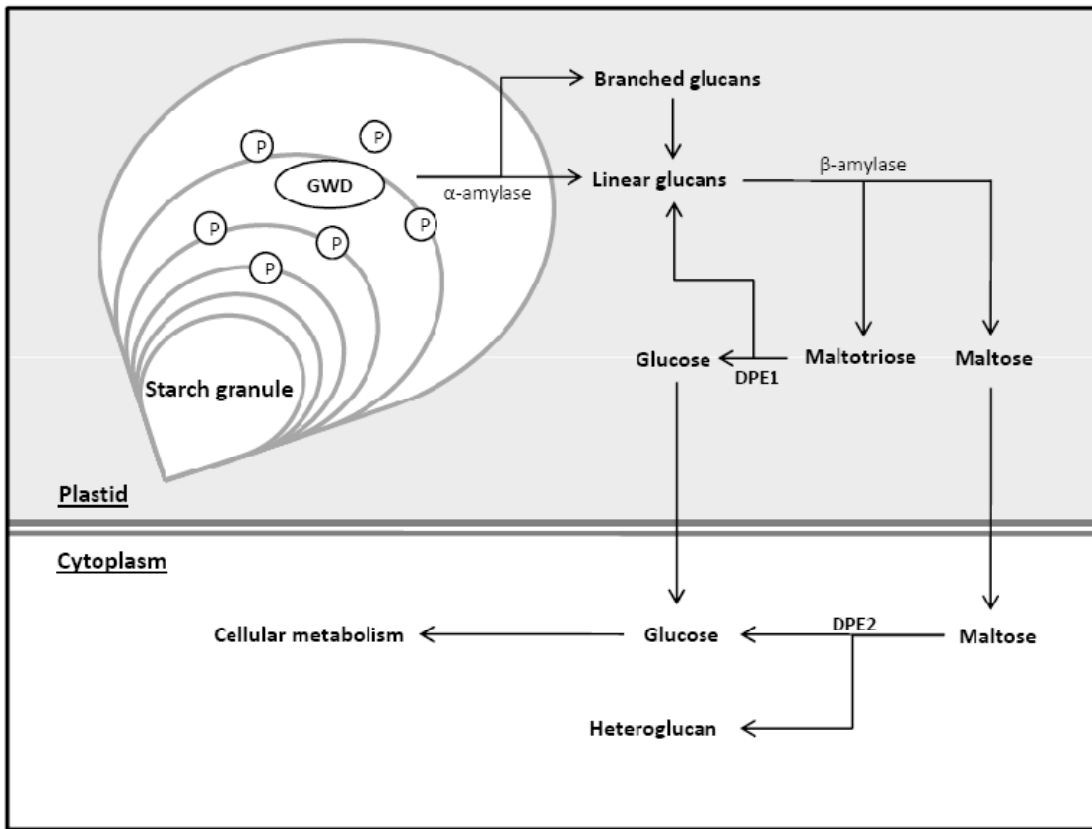 Branched glucans
P
P
GWD
α-amylase
Linear glucans
β-amylase
P
P
P
P
Glucose
DPE1
Maltotriose
Maltose
Starch granule
Plastid
Cytoplasm
Cellular metabolism
Glucose
DPE2
Maltose
Heteroglucan